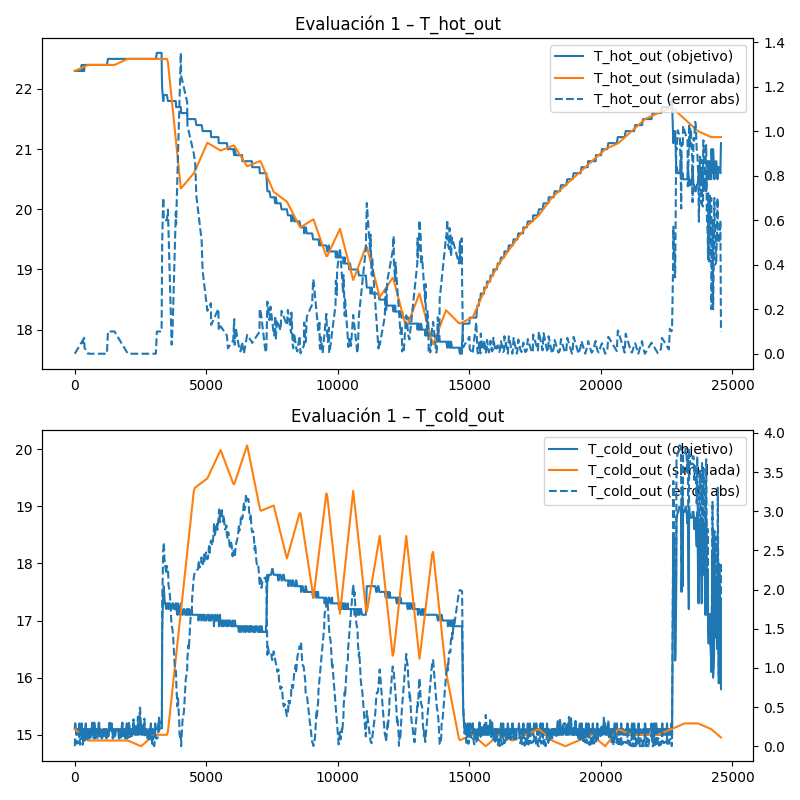 Evaluación 1 – T_hot_out
T_hot_out (objetivo)
T_hot_out (simulada)
T_hot_out (error abs)
22
21
20
19
18
1.4
1.2
1.0
0.8
0.6
0.4
0.2
0.0
0 5000 10000 15000 20000 25000
Evaluación 1 – T_cold_out
T_cold_out (objetivo)
T_cold_out (simulada)
T_cold_out (error abs)
20
19
18
17
16
15
4.0
3.5
3.0
2.5
2.0
1.5
1.0
0.5
0.0
0 5000 10000 15000 20000 25000